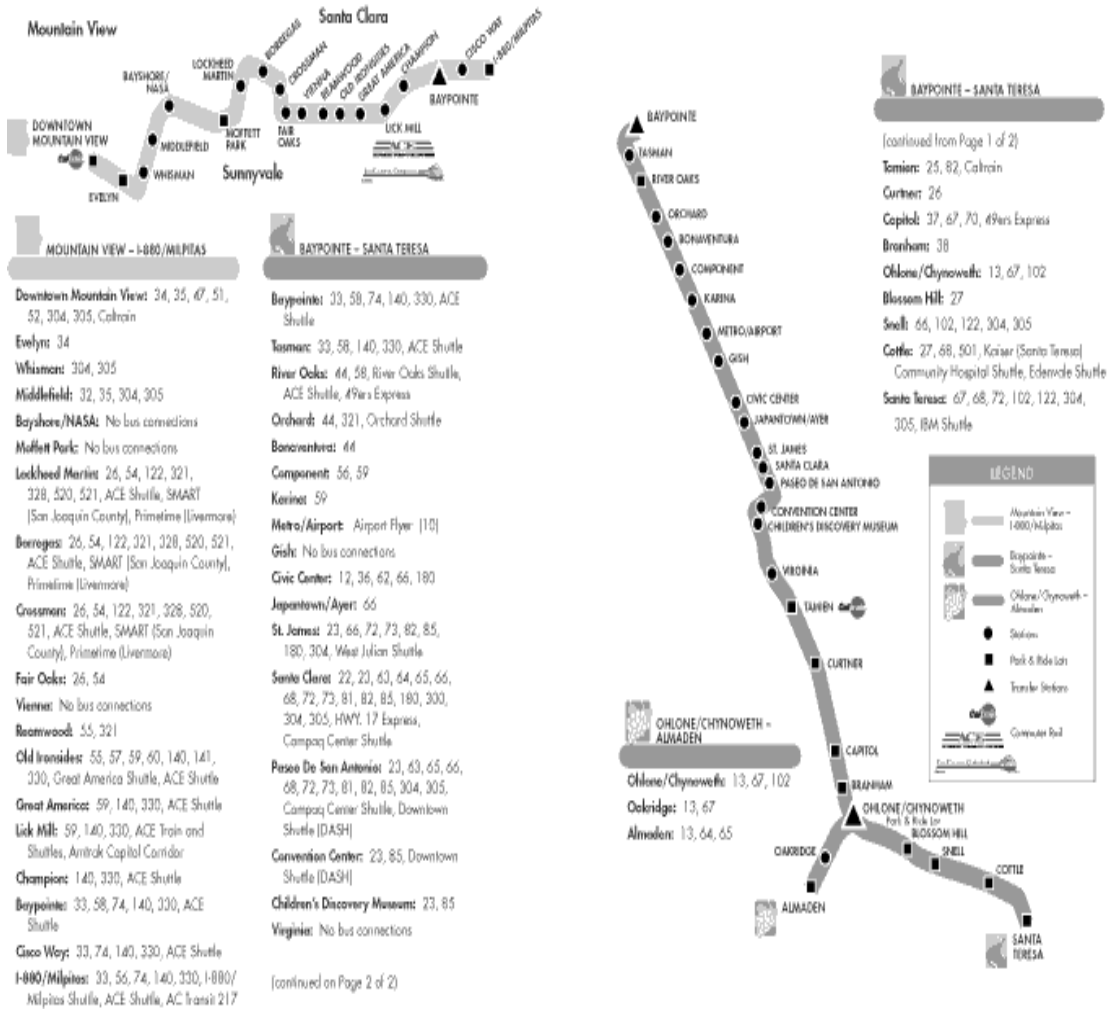 Mountain View
Santa Clara
Sunnyvale
DOWNTOWN
MOUNTAIN VIEW
EVELYN
WHISMAN
MIDDLEFIELD
BAYSHORE/
NASA
MOFFETT
PARK
LOCKHEED
MARTIN
BORREGAS
CROSSMAN
FAIR
OAKS
VIENNA
REAMWOOD
OLD IRONSIDES
GREAT AMERICA
LICK MILL
CHAMPION
BAYPOINTE
CISCO WAY
I-880/MILPITAS
MOUNTAIN VIEW – I-880/MILPITAS
Downtown Mountain View: 34, 35, 47, 51,
52, 304, 305, Caltrain
Evelyn: 34
Whisman: 304, 305
Middlefield: 32, 35, 304, 305
Bayshore/NASA: No bus connections
Moffett Park: No bus connections
Lockheed Martin: 26, 54, 122, 321,
328, 520, 521, ACE Shuttle, SMART
(San Joaquin County), Primetime (Livermore)
Borregas: 26, 54, 122, 321, 328, 520, 521,
ACE Shuttle, SMART (San Joaquin County),
Primetime (Livermore)
Crossman: 26, 54, 122, 321, 328, 520,
521, ACE Shuttle, SMART (San Joaquin
County), Primetime (Livermore)
Fair Oaks: 26, 54
Vienna: No bus connections
Reamwood: 55, 321
Old Ironsides: 55, 57, 59, 60, 140, 141,
330, Great America Shuttle, ACE Shuttle
Great America: 59, 140, 330, ACE Shuttle
Lick Mill: 59, 140, 330, ACE Train and
Shuttles, Amtrak Capitol Corridor
Champion: 140, 330, ACE Shuttle
Baypointe: 33, 58, 74, 140, 330, ACE
Shuttle
Cisco Way: 33, 74, 140, 330, ACE Shuttle
I-880/Milpitas: 33, 56, 74, 140, 330, I-880/
Milpitas Shuttle, ACE Shuttle, AC Transit 217
BAYPOINTE – SANTA TERESA
Baypointe: 33, 58, 74, 140, 330, ACE
Shuttle
Tasman: 33, 58, 140, 330, ACE Shuttle
River Oaks: 44, 58, River Oaks Shuttle,
ACE Shuttle, 49ers Express
Orchard: 44, 321, Orchard Shuttle
Bonaventura: 44
Component: 56, 59
Karina: 59
Metro/Airport: Airport Flyer (10)
Gish: No bus connections
Civic Center: 12, 36, 62, 66, 180
Japantown/Ayer: 66
St. James: 23, 66, 72, 73, 82, 85,
180, 304, West Julian Shuttle
Santa Clara: 22, 23, 63, 64, 65, 66,
68, 72, 73, 81, 82, 85, 180, 300,
304, 305, HWY. 17 Express,
Compaq Center Shuttle
Paseo De San Antonio: 23, 63, 65, 66,
68, 72, 73, 81, 82, 85, 304, 305,
Compaq Center Shuttle, Downtown
Shuttle (DASH)
Convention Center: 23, 85, Downtown
Shuttle (DASH)
Children's Discovery Museum: 23, 85
Virginia: No bus connections
(continued on Page 2 of 2)
BAYPOINTE
TASMAN
RIVER OAKS
ORCHARD
BONAVENTURA
COMPONENT
KARINA
METRO/AIRPORT
GISH
CIVIC CENTER
JAPANTOWN/AYER
ST. JAMES
SANTA CLARA
PASEO DE SAN ANTONIO
CONVENTION CENTER
CHILDREN'S DISCOVERY MUSEUM
VIRGINIA
TAMIEN
CURTNER
CAPITOL
BRANHAM
OHLONE/CHYNOWETH
Park & Ride Lot
BLOSSOM HILL
SNELL
COTTLE
SANTA
TERESA
OAKRIDGE
ALMADEN
OHLONE/CHYNOWETH –
ALMADEN
Ohlone/Chynoweth: 13, 67, 102
Oakridge: 13, 67
Almaden: 13, 64, 65
BAYPOINTE – SANTA TERESA
(continued from Page 1 of 2)
Tamien: 25, 82, Caltrain
Curtner: 26
Capitol: 37, 67, 70, 49ers Express
Branham: 38
Ohlone/Chynoweth: 13, 67, 102
Blossom Hill: 27
Snell: 66, 102, 122, 304, 305
Cottle: 27, 68, 501, Kaiser (Santa Teresa)
Community Hospital Shuttle, Edenvale Shuttle
Santa Teresa: 67, 68, 72, 102, 122, 304,
305, IBM Shuttle
LEGEND
Mountain View –
I-880/Milpitas
Baypointe –
Santa Teresa
Ohlone/Chynoweth –
Almaden
Stations
Park & Ride Lots
Transfer Stations
Commuter Rail